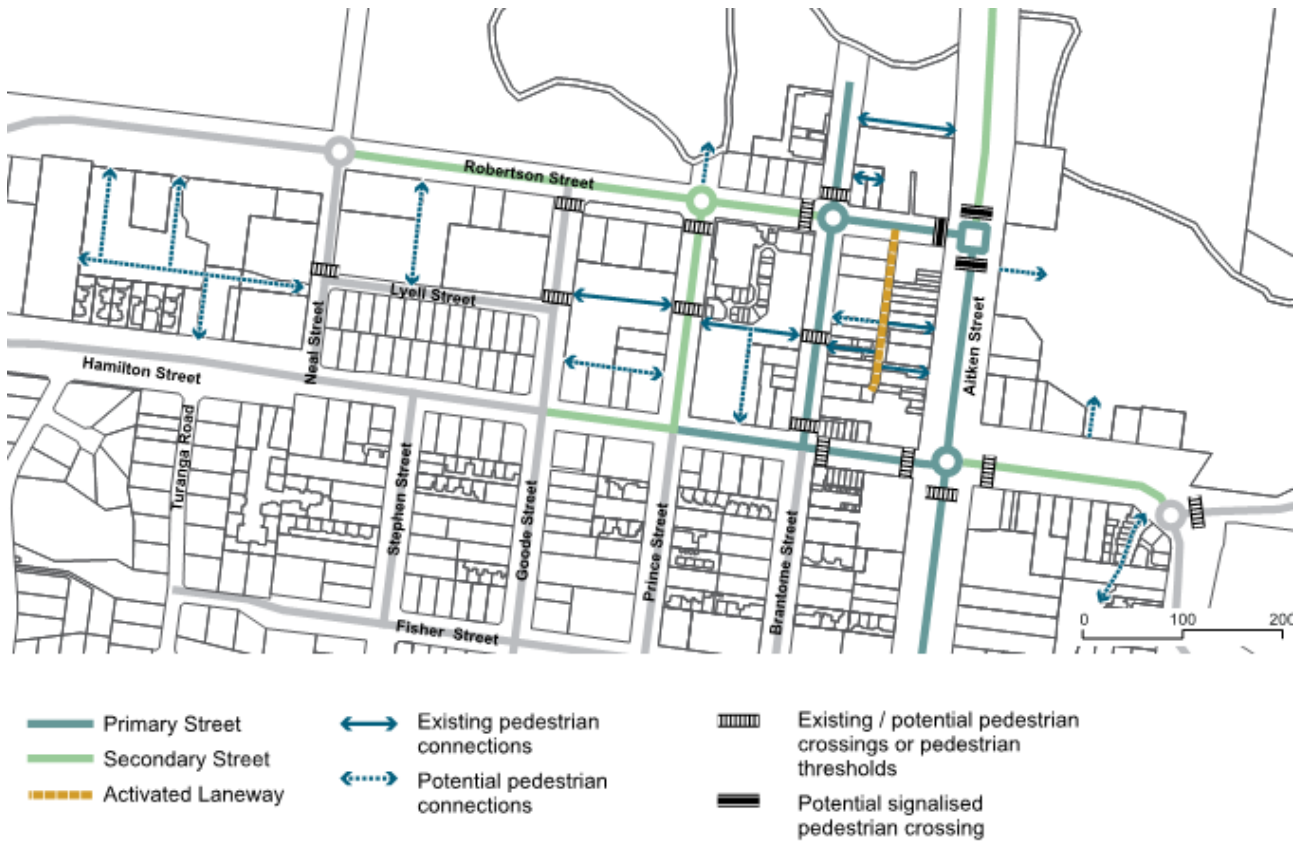 Robertson Street
Lyell Street
Neal Street
Hamilton Street
Aitken Street
Turanga Road
Stephen Street
Goode Street
Prince Street
Brantome Street
Fisher Street
0 100 200
Primary Street
Secondary Street
Activated Laneway
Existing pedestrian
connections
Potential pedestrian
connections
Existing / potential pedestrian
crossings or pedestrian
thresholds
Potential signalised
pedestrian crossing